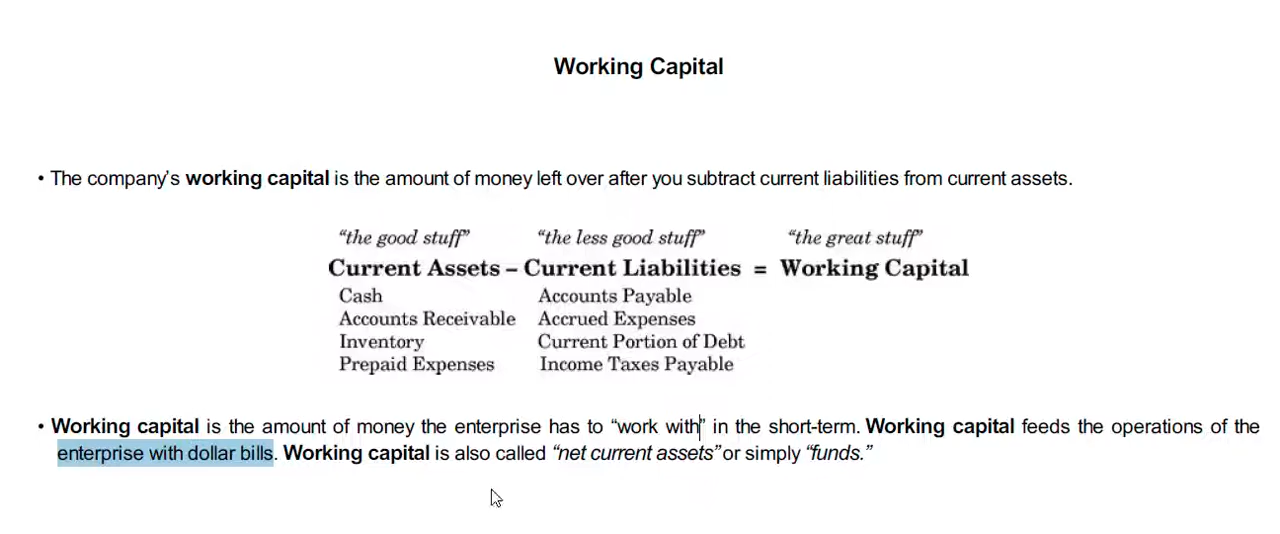 Working Capital
• The company's working capital is the amount of money left over after you subtract current liabilities from current assets.
“the good stuff” “the less good stuff” “the great stuff”
Current Assets – Current Liabilities = Working Capital
Cash Accounts Payable
Accounts Receivable Accrued Expenses
Inventory Current Portion of Debt
Prepaid Expenses Income Taxes Payable
• Working capital is the amount of money the enterprise has to “work with” in the short-term. Working capital feeds the operations of the
enterprise with dollar bills. Working capital is also called “net current assets” or simply “funds.”